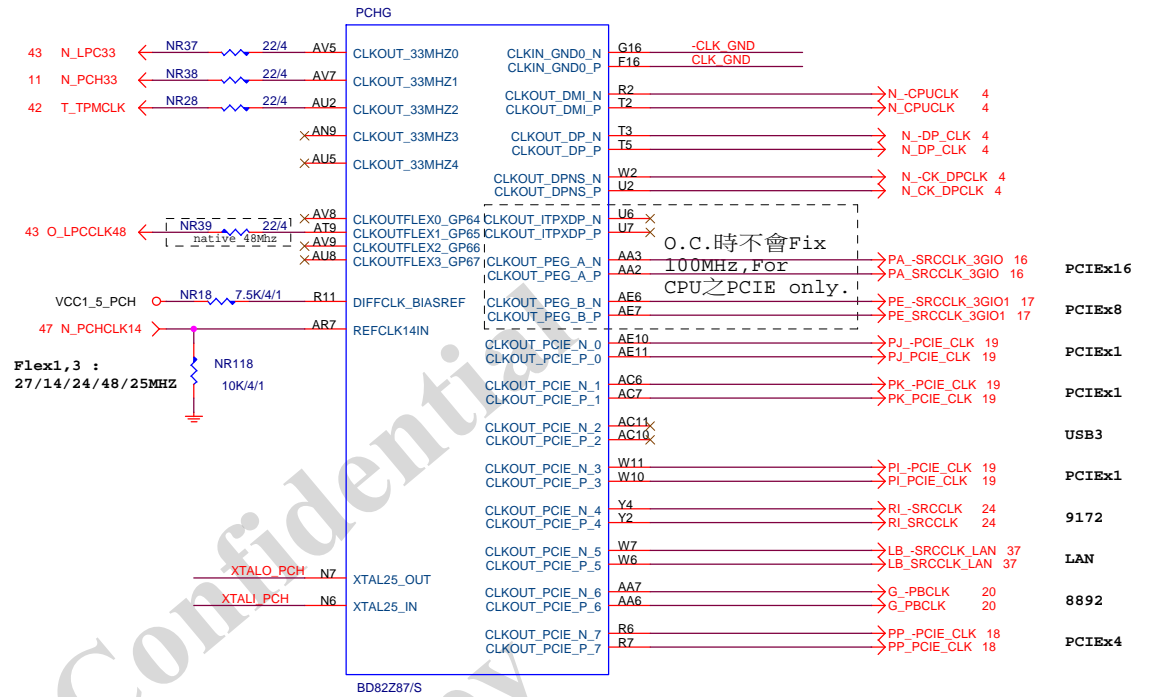 PCHG
43 N_LPC33 NR37 22/4 AV5 CLKOUT_33MHZ0
11 N_PCH33 NR38 22/4 AV7 CLKOUT_33MHZ1
42 T_TPMCLK NR28 22/4 AU2 CLKOUT_33MHZ2
AN9 CLKOUT_33MHZ3
AU5 CLKOUT_33MHZ4
AV8 CLKOUTFLEX0_GP64
43 O_LPCCLK48 NR39 22/4 AT9 CLKOUTFLEX1_GP65
native 48Mhz
AV9 CLKOUTFLEX2_GP66
AU8 CLKOUTFLEX3_GP67
VCC1_5_PCH NR18 7.5K/4/1 R11 DIFFCLK_BIASREF
47 N_PCHCLK14 AR7 REFCLK14IN
NR118
10K/4/1
Flex1,3 :
27/14/24/48/25MHZ
XTALO_PCH N7 XTAL25_OUT
XTALI_PCH N6 XTAL25_IN
CLKIN_GND0_N G16 -CLK_GND
CLKIN_GND0_P F16 CLK_GND
CLKOUT_DMI_N R2 N_-CPUCLK 4
CLKOUT_DMI_P T2 N_CPUCLK 4
CLKOUT_DP_N T3 N_-DP_CLK 4
CLKOUT_DP_P T5 N_DP_CLK 4
CLKOUT_DPNS_N W2 N_-CK_DPCLK 4
CLKOUT_DPNS_P U2 N_CK_DPCLK 4
CLKOUT_ITPXDP_N U6
CLKOUT_ITPXDP_P U7
O.C.時不會Fix
100MHz,For
CPU之PCIE only.
CLKOUT_PEG_A_N AA3 PA_-SRCCLK_3GIO 16
CLKOUT_PEG_A_P AA2 PA_SRCCLK_3GIO 16
PCIEx16
CLKOUT_PEG_B_N AE6 PE_-SRCCLK_3GIO1 17
CLKOUT_PEG_B_P AE7 PE_SRCCLK_3GIO1 17
PCIEx8
CLKOUT_PCIE_N_0 AE10 PJ_-PCIE_CLK 19
CLKOUT_PCIE_P_0 AE11 PJ_PCIE_CLK 19
PCIEx1
CLKOUT_PCIE_N_1 AC6 PK_-PCIE_CLK 19
CLKOUT_PCIE_P_1 AC7 PK_PCIE_CLK 19
PCIEx1
CLKOUT_PCIE_N_2 AC11
CLKOUT_PCIE_P_2 AC10
USB3
CLKOUT_PCIE_N_3 W11 PI_-PCIE_CLK 19
CLKOUT_PCIE_P_3 W10 PI_PCIE_CLK 19
PCIEx1
CLKOUT_PCIE_N_4 Y4 RI_-SRCCLK 24
CLKOUT_PCIE_P_4 Y2 RI_SRCCLK 24
9172
CLKOUT_PCIE_N_5 W7 LB_-SRCCLK_LAN 37
CLKOUT_PCIE_P_5 W6 LB_SRCCLK_LAN 37
LAN
CLKOUT_PCIE_N_6 AA7 G_-PBCLK 20
CLKOUT_PCIE_P_6 AA6 G_PBCLK 20
8892
CLKOUT_PCIE_N_7 R6 PP_-PCIE_CLK 18
CLKOUT_PCIE_P_7 R7 PP_PCIE_CLK 18
PCIEx4
BD82Z87/S
Confidential